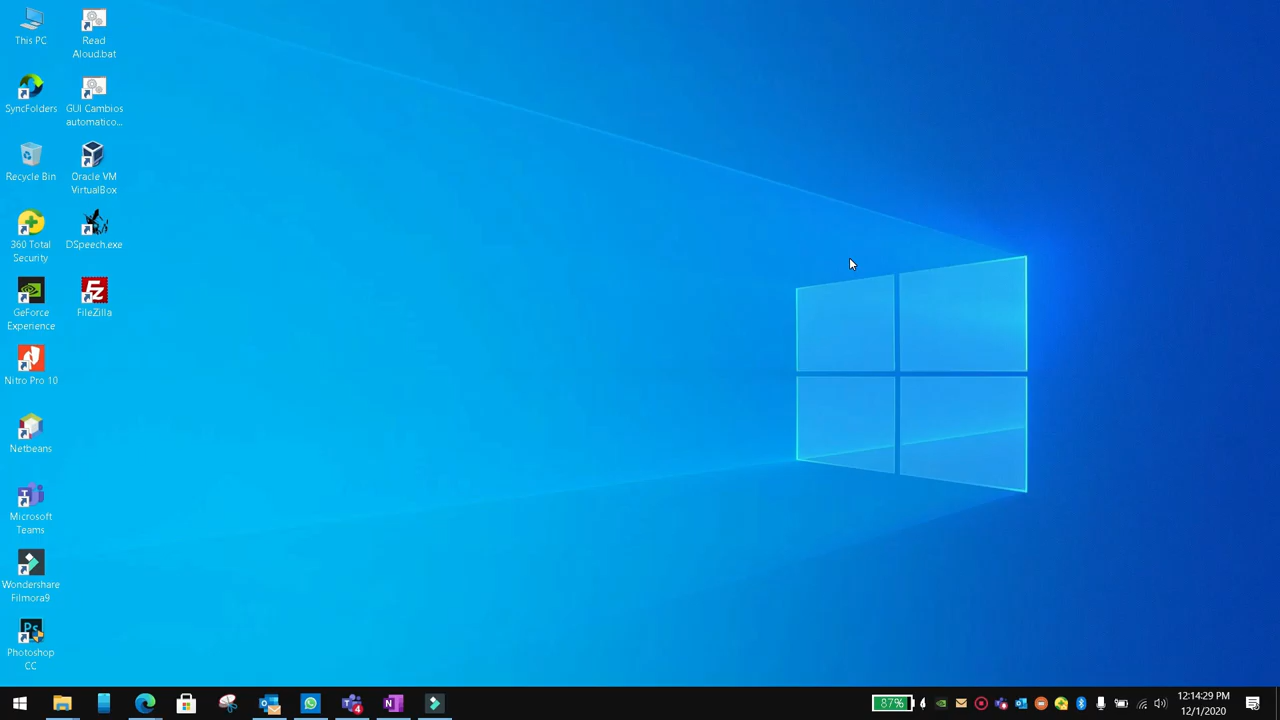 This PC
Read
Aloud.bat
SyncFolders
GUI Cambios
automatico...
Recycle Bin
Oracle VM
VirtualBox
360 Total
Security
DSpeech.exe
GeForce
Experience
FileZilla
Nitro Pro 10
Netbeans
Microsoft
Teams
Wondershare
Filmora9
Ps
Photoshop
CC
4
87%
12:14:29 PM
12/1/2020